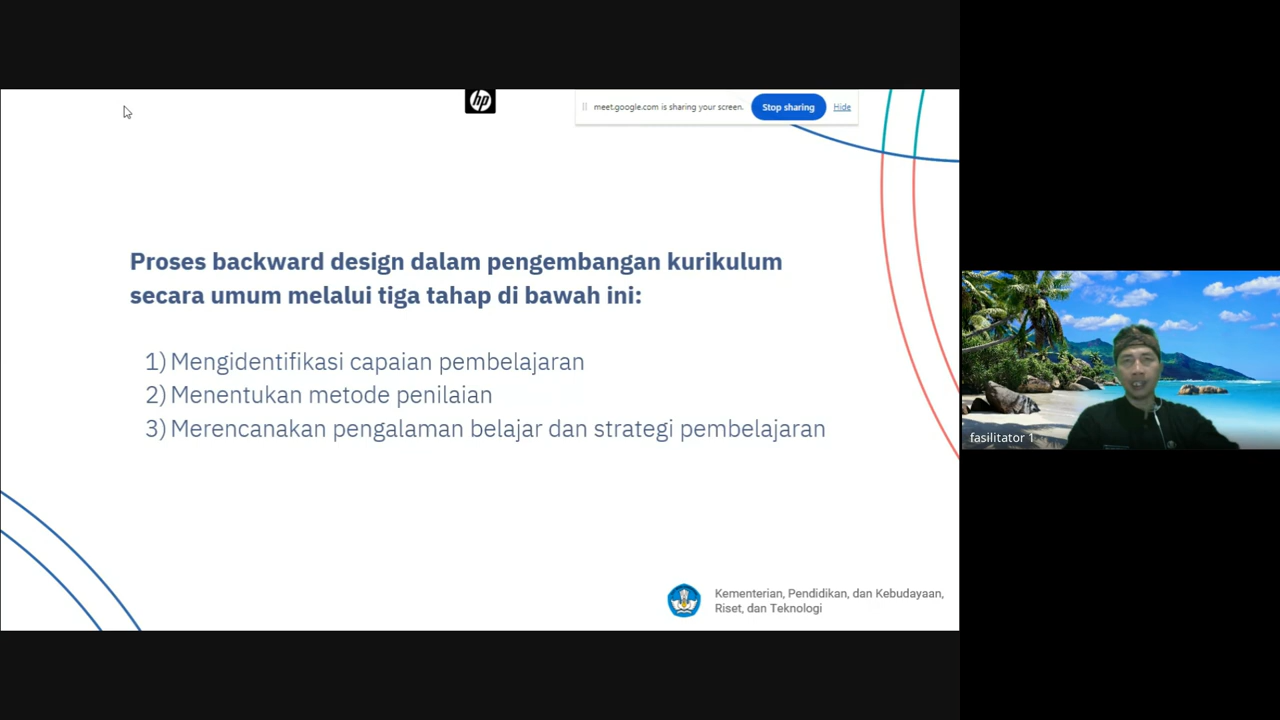 hp
meet.google.com is sharing your screen.
Stop sharing
Hide
Proses backward design dalam pengembangan kurikulum
secara umum melalui tiga tahap di bawah ini:
1) Mengidentifikasi capaian pembelajaran
2) Menentukan metode penilaian
3) Merencanakan pengalaman belajar dan strategi pembelajaran
fasilitator 1
Kementerian, Pendidikan, dan Kebudayaan,
Riset, dan Teknologi